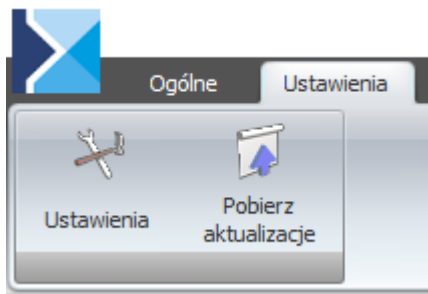 Ogólne Ustawienia
Ustawienia
Pobierz
aktualizacje